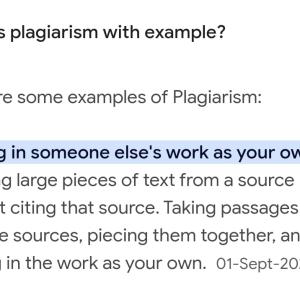 s plagiarism with example?
re some examples of Plagiarism:
g in someone else's work as your ow
g large pieces of text from a source
t citing that source. Taking passages
e sources, piecing them together, an
g in the work as your own. 01-Sept-202